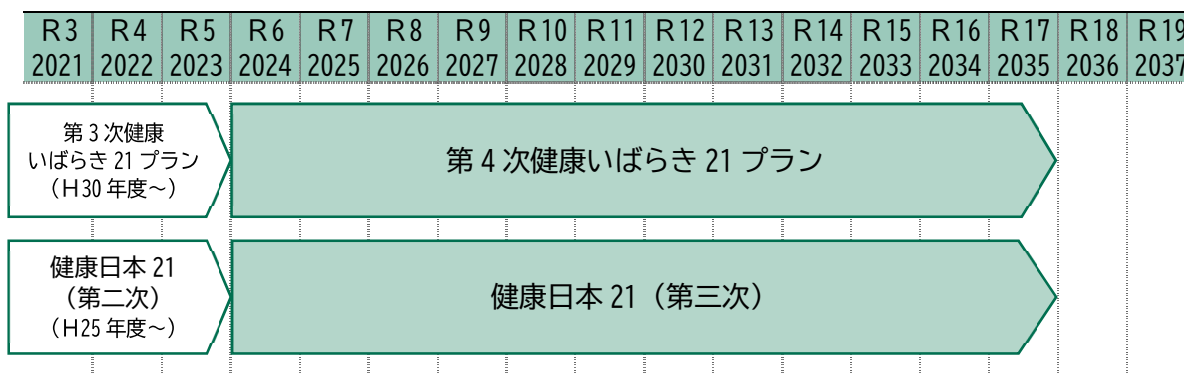 R3 R4 R5 R6 R7 R8 R9 R10 R11 R12 R13 R14 R15 R16 R17 R18 R19
2021 2022 2023 2024 2025 2026 2027 2028 2029 2030 2031 2032 2033 2034 2035 2036 2037
第3次健康
いばらき21プラン
（H30年度～）
第4次健康いばらき21プラン
健康日本21
（第二次）
（H25年度～）
健康日本21（第三次）